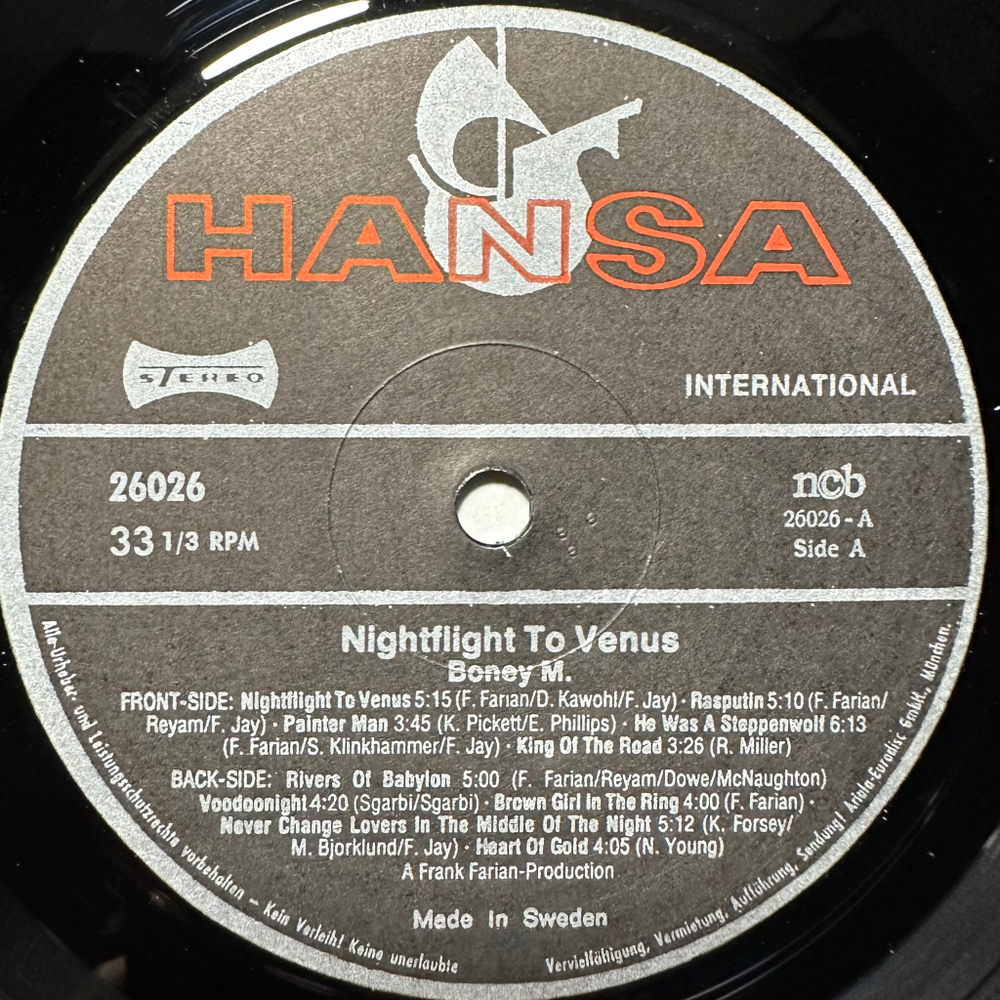 HANSA
STEREO
INTERNATIONAL
26026
33 1/3 RPM
ncb
26026-A
Side A
Nightflight To Venus
Boney M.
FRONT-SIDE: Nightflight To Venus 5:15 (F. Farian/D. Kawohl/F. Jay) · Rasputin 5:10 (F. Farian/
Reyam/F. Jay) · Painter Man 3:45 (K. Pickett/E. Phillips) · He Was A Steppenwolf 6:13
(F. Farian/S. Klinkhammer/F. Jay) · King Of The Road 3:26 (R. Miller)
BACK-SIDE: Rivers Of Babylon 5:00 (F. Farian/Reyam/Dowe/McNaughton)
Voodoonight 4:20 (Sgarbi/Sgarbi) · Brown Girl In The Ring 4:00 (F. Farian) ·
Never Change Lovers In The Middle Of The Night 5:12 (K. Forsey/
M. Bjorklund/F. Jay) · Heart Of Gold 4:05 (N. Young)
A Frank Farian-Production
Made In Sweden
Alle-Urheber- und Leistungsschutzrechte vorbehalten – Kein Verleih! Keine unerlaubte
Vervielfältigung, Vermietung, Aufführung, Sendung! Ariola-Eurodisc GmbH., München.